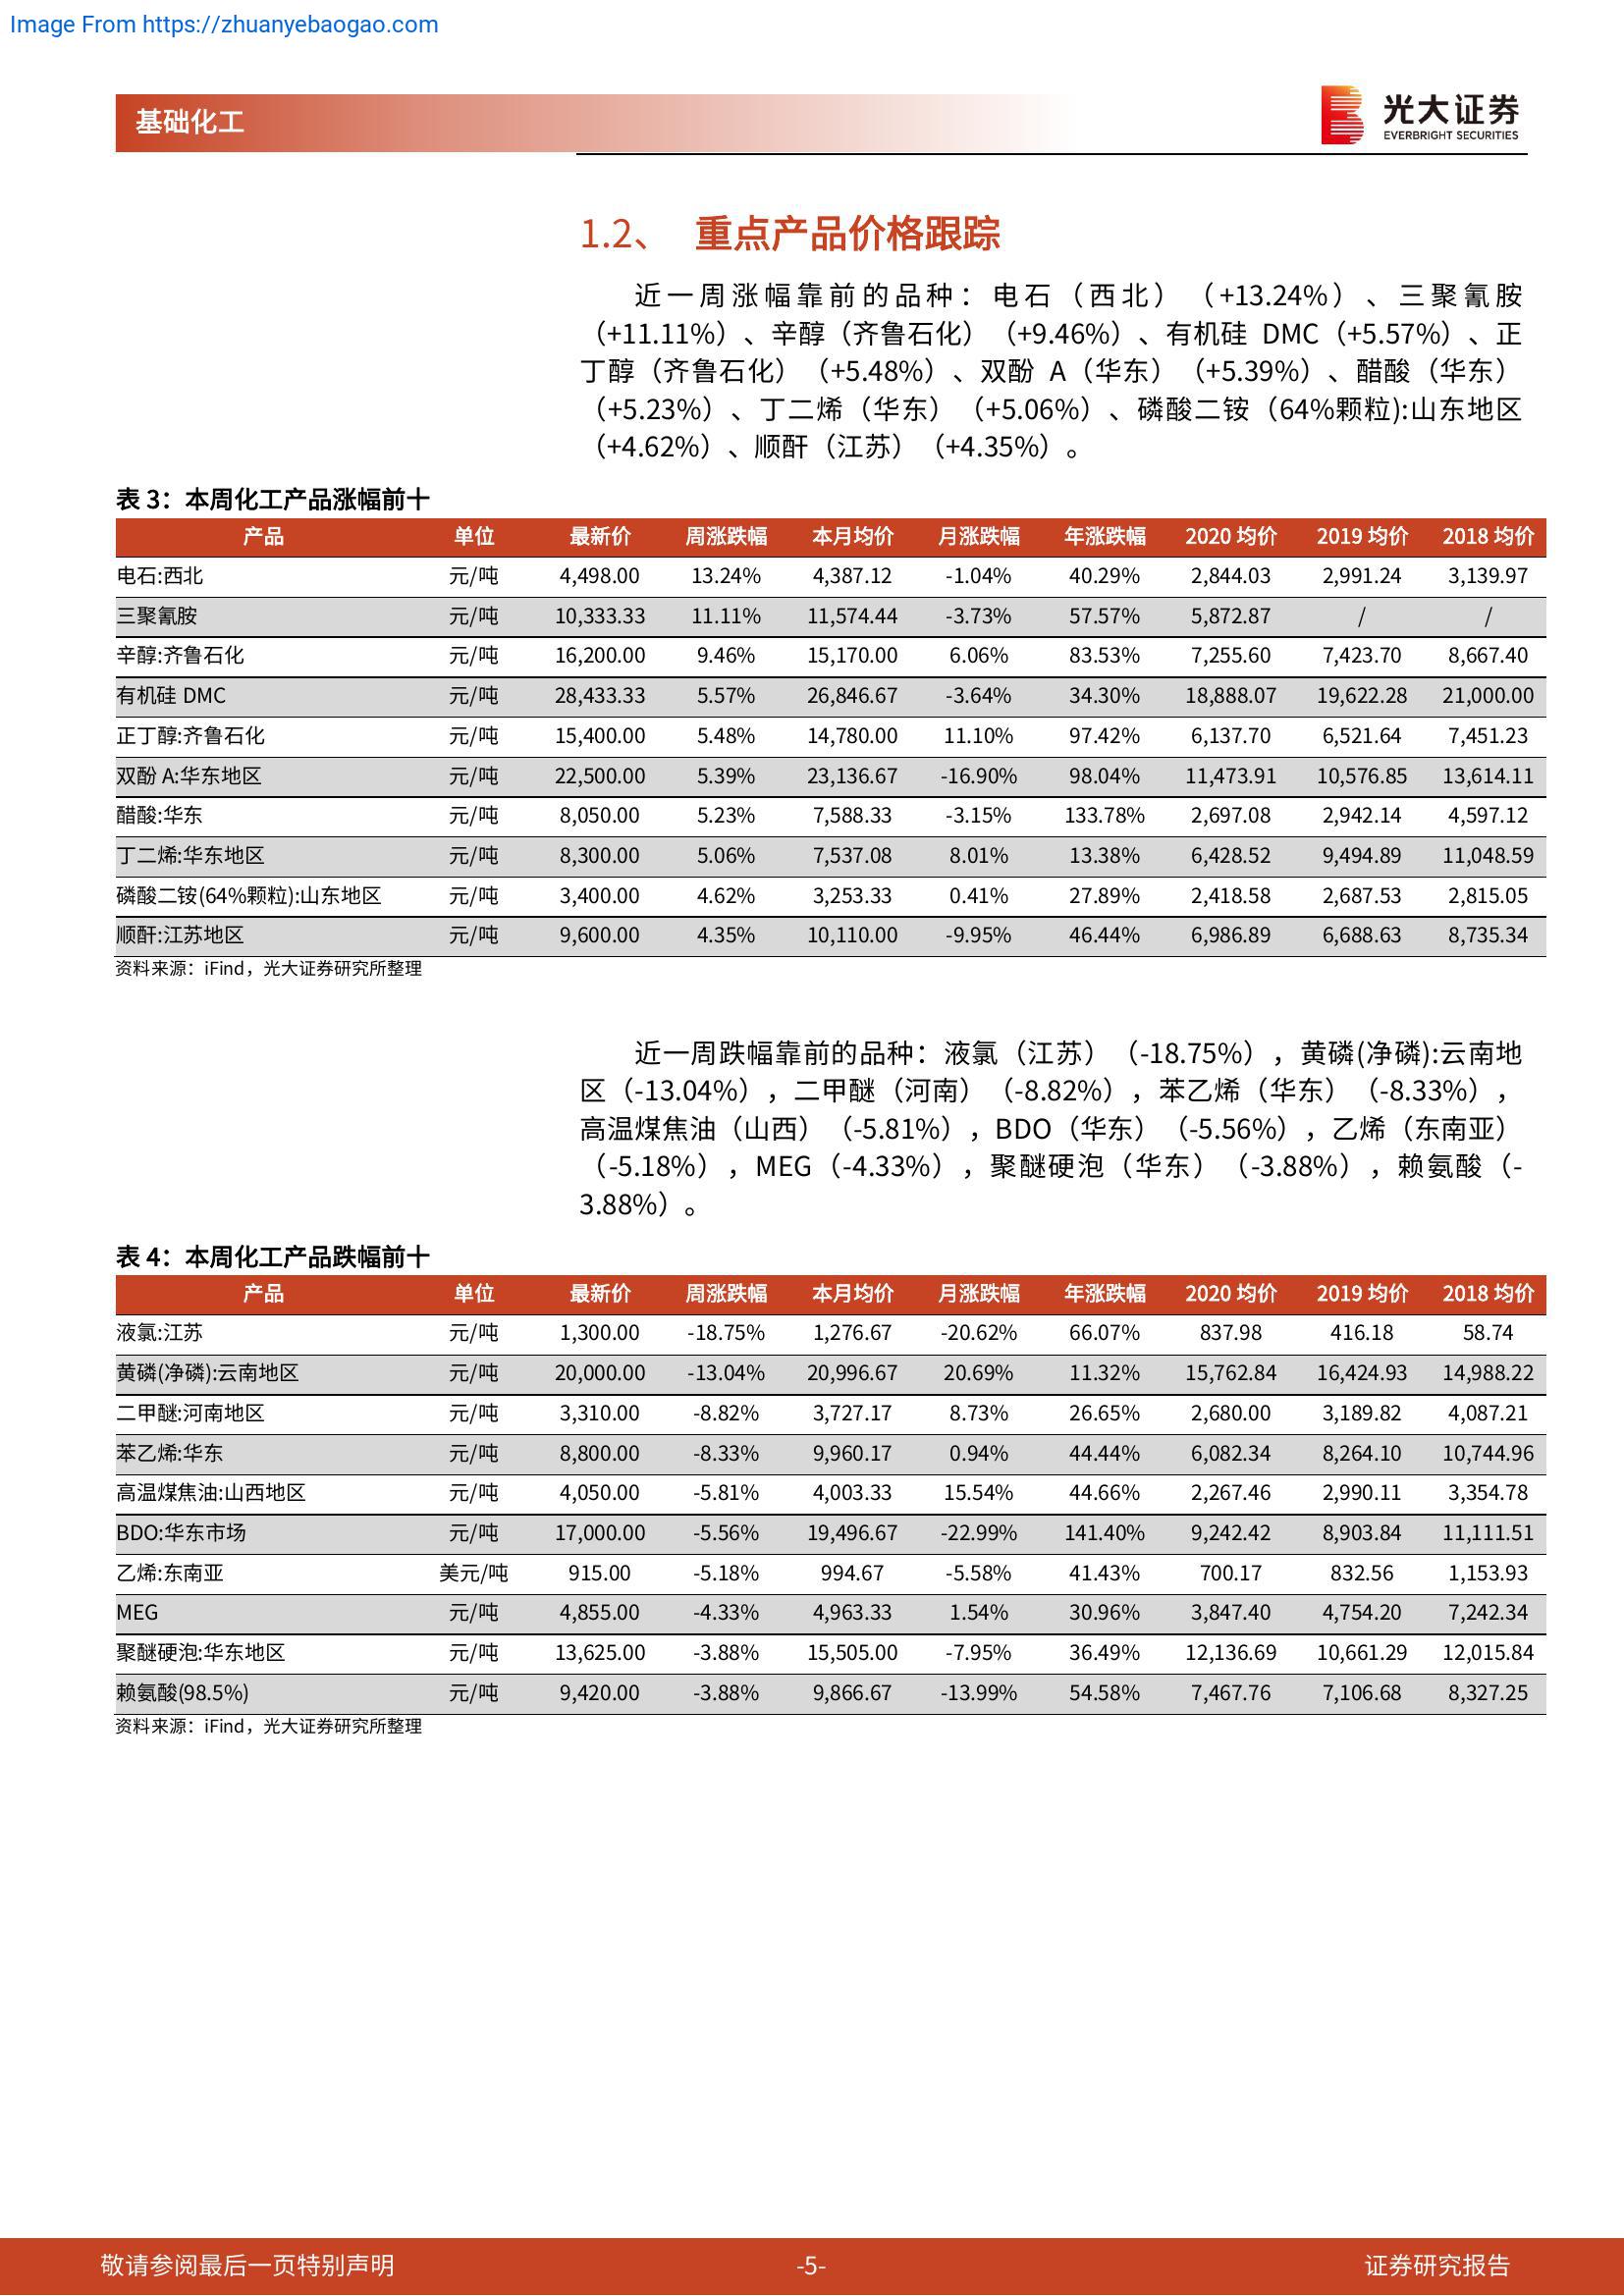 Image From https://zhuanyebaogao.com
基础化工
光大证券
EVERBRIGHT SECURITIES
1.2、 重点产品价格跟踪
近一周涨幅靠前的品种：电石（西北）（+13.24%）、三聚氰胺
（+11.11%）、辛醇（齐鲁石化）（+9.46%）、有机硅 DMC（+5.57%）、正
丁醇（齐鲁石化）（+5.48%）、双酚 A（华东）（+5.39%）、醋酸（华东）
（+5.23%）、丁二烯（华东）（+5.06%）、磷酸二铵（64%颗粒):山东地区
（+4.62%）、顺酐（江苏）（+4.35%）。
表 3：本周化工产品涨幅前十
产品 单位 最新价 周涨跌幅 本月均价 月涨跌幅 年涨跌幅 2020 均价 2019 均价 2018 均价
电石:西北 元/吨 4,498.00 13.24% 4,387.12 -1.04% 40.29% 2,844.03 2,991.24 3,139.97
三聚氰胺 元/吨 10,333.33 11.11% 11,574.44 -3.73% 57.57% 5,872.87 / /
辛醇:齐鲁石化 元/吨 16,200.00 9.46% 15,170.00 6.06% 83.53% 7,255.60 7,423.70 8,667.40
有机硅 DMC 元/吨 28,433.33 5.57% 26,846.67 -3.64% 34.30% 18,888.07 19,622.28 21,000.00
正丁醇:齐鲁石化 元/吨 15,400.00 5.48% 14,780.00 11.10% 97.42% 6,137.70 6,521.64 7,451.23
双酚 A:华东地区 元/吨 22,500.00 5.39% 23,136.67 -16.90% 98.04% 11,473.91 10,576.85 13,614.11
醋酸:华东 元/吨 8,050.00 5.23% 7,588.33 -3.15% 133.78% 2,697.08 2,942.14 4,597.12
丁二烯:华东地区 元/吨 8,300.00 5.06% 7,537.08 8.01% 13.38% 6,428.52 9,494.89 11,048.59
磷酸二铵(64%颗粒):山东地区 元/吨 3,400.00 4.62% 3,253.33 0.41% 27.89% 2,418.58 2,687.53 2,815.05
顺酐:江苏地区 元/吨 9,600.00 4.35% 10,110.00 -9.95% 46.44% 6,986.89 6,688.63 8,735.34
资料来源：iFind，光大证券研究所整理
近一周跌幅靠前的品种：液氯（江苏）（-18.75%），黄磷(净磷):云南地
区（-13.04%），二甲醚（河南）（-8.82%），苯乙烯（华东）（-8.33%），
高温煤焦油（山西）（-5.81%），BDO（华东）（-5.56%），乙烯（东南亚）
（-5.18%），MEG（-4.33%），聚醚硬泡（华东）（-3.88%），赖氨酸（-
3.88%）。
表 4：本周化工产品跌幅前十
产品 单位 最新价 周涨跌幅 本月均价 月涨跌幅 年涨跌幅 2020 均价 2019 均价 2018 均价
液氯:江苏 元/吨 1,300.00 -18.75% 1,276.67 -20.62% 66.07% 837.98 416.18 58.74
黄磷(净磷):云南地区 元/吨 20,000.00 -13.04% 20,996.67 20.69% 11.32% 15,762.84 16,424.93 14,988.22
二甲醚:河南地区 元/吨 3,310.00 -8.82% 3,727.17 8.73% 26.65% 2,680.00 3,189.82 4,087.21
苯乙烯:华东 元/吨 8,800.00 -8.33% 9,960.17 0.94% 44.44% 6,082.34 8,264.10 10,744.96
高温煤焦油:山西地区 元/吨 4,050.00 -5.81% 4,003.33 15.54% 44.66% 2,267.46 2,990.11 3,354.78
BDO:华东市场 元/吨 17,000.00 -5.56% 19,496.67 -22.99% 141.40% 9,242.42 8,903.84 11,111.51
乙烯:东南亚 美元/吨 915.00 -5.18% 994.67 -5.58% 41.43% 700.17 832.56 1,153.93
MEG 元/吨 4,855.00 -4.33% 4,963.33 1.54% 30.96% 3,847.40 4,754.20 7,242.34
聚醚硬泡:华东地区 元/吨 13,625.00 -3.88% 15,505.00 -7.95% 36.49% 12,136.69 10,661.29 12,015.84
赖氨酸(98.5%) 元/吨 9,420.00 -3.88% 9,866.67 -13.99% 54.58% 7,467.76 7,106.68 8,327.25
资料来源：iFind，光大证券研究所整理
敬请参阅最后一页特别声明 -5- 证券研究报告